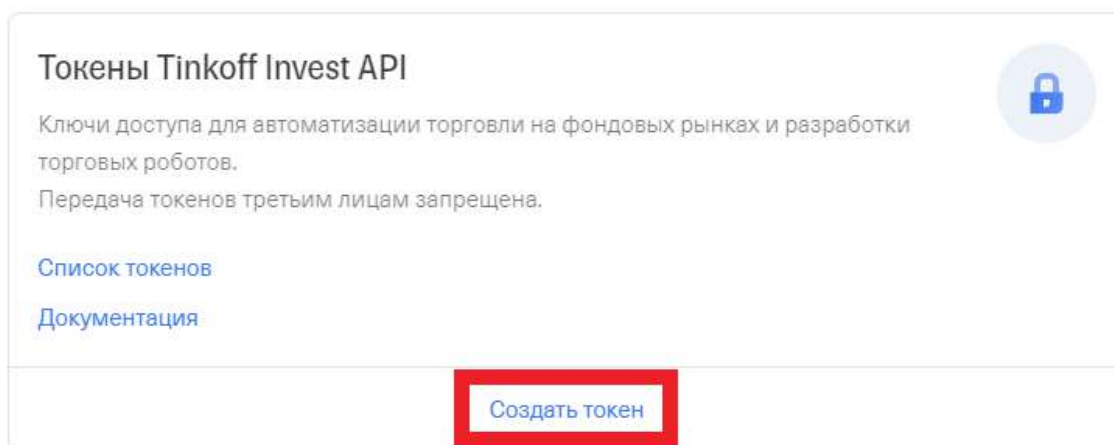 Токены Tinkoff Invest API
Ключи доступа для автоматизации торговли на фондовых рынках и разработки
торговых роботов.
Передача токенов третьим лицам запрещена.
Список токенов
Документация
Создать токен